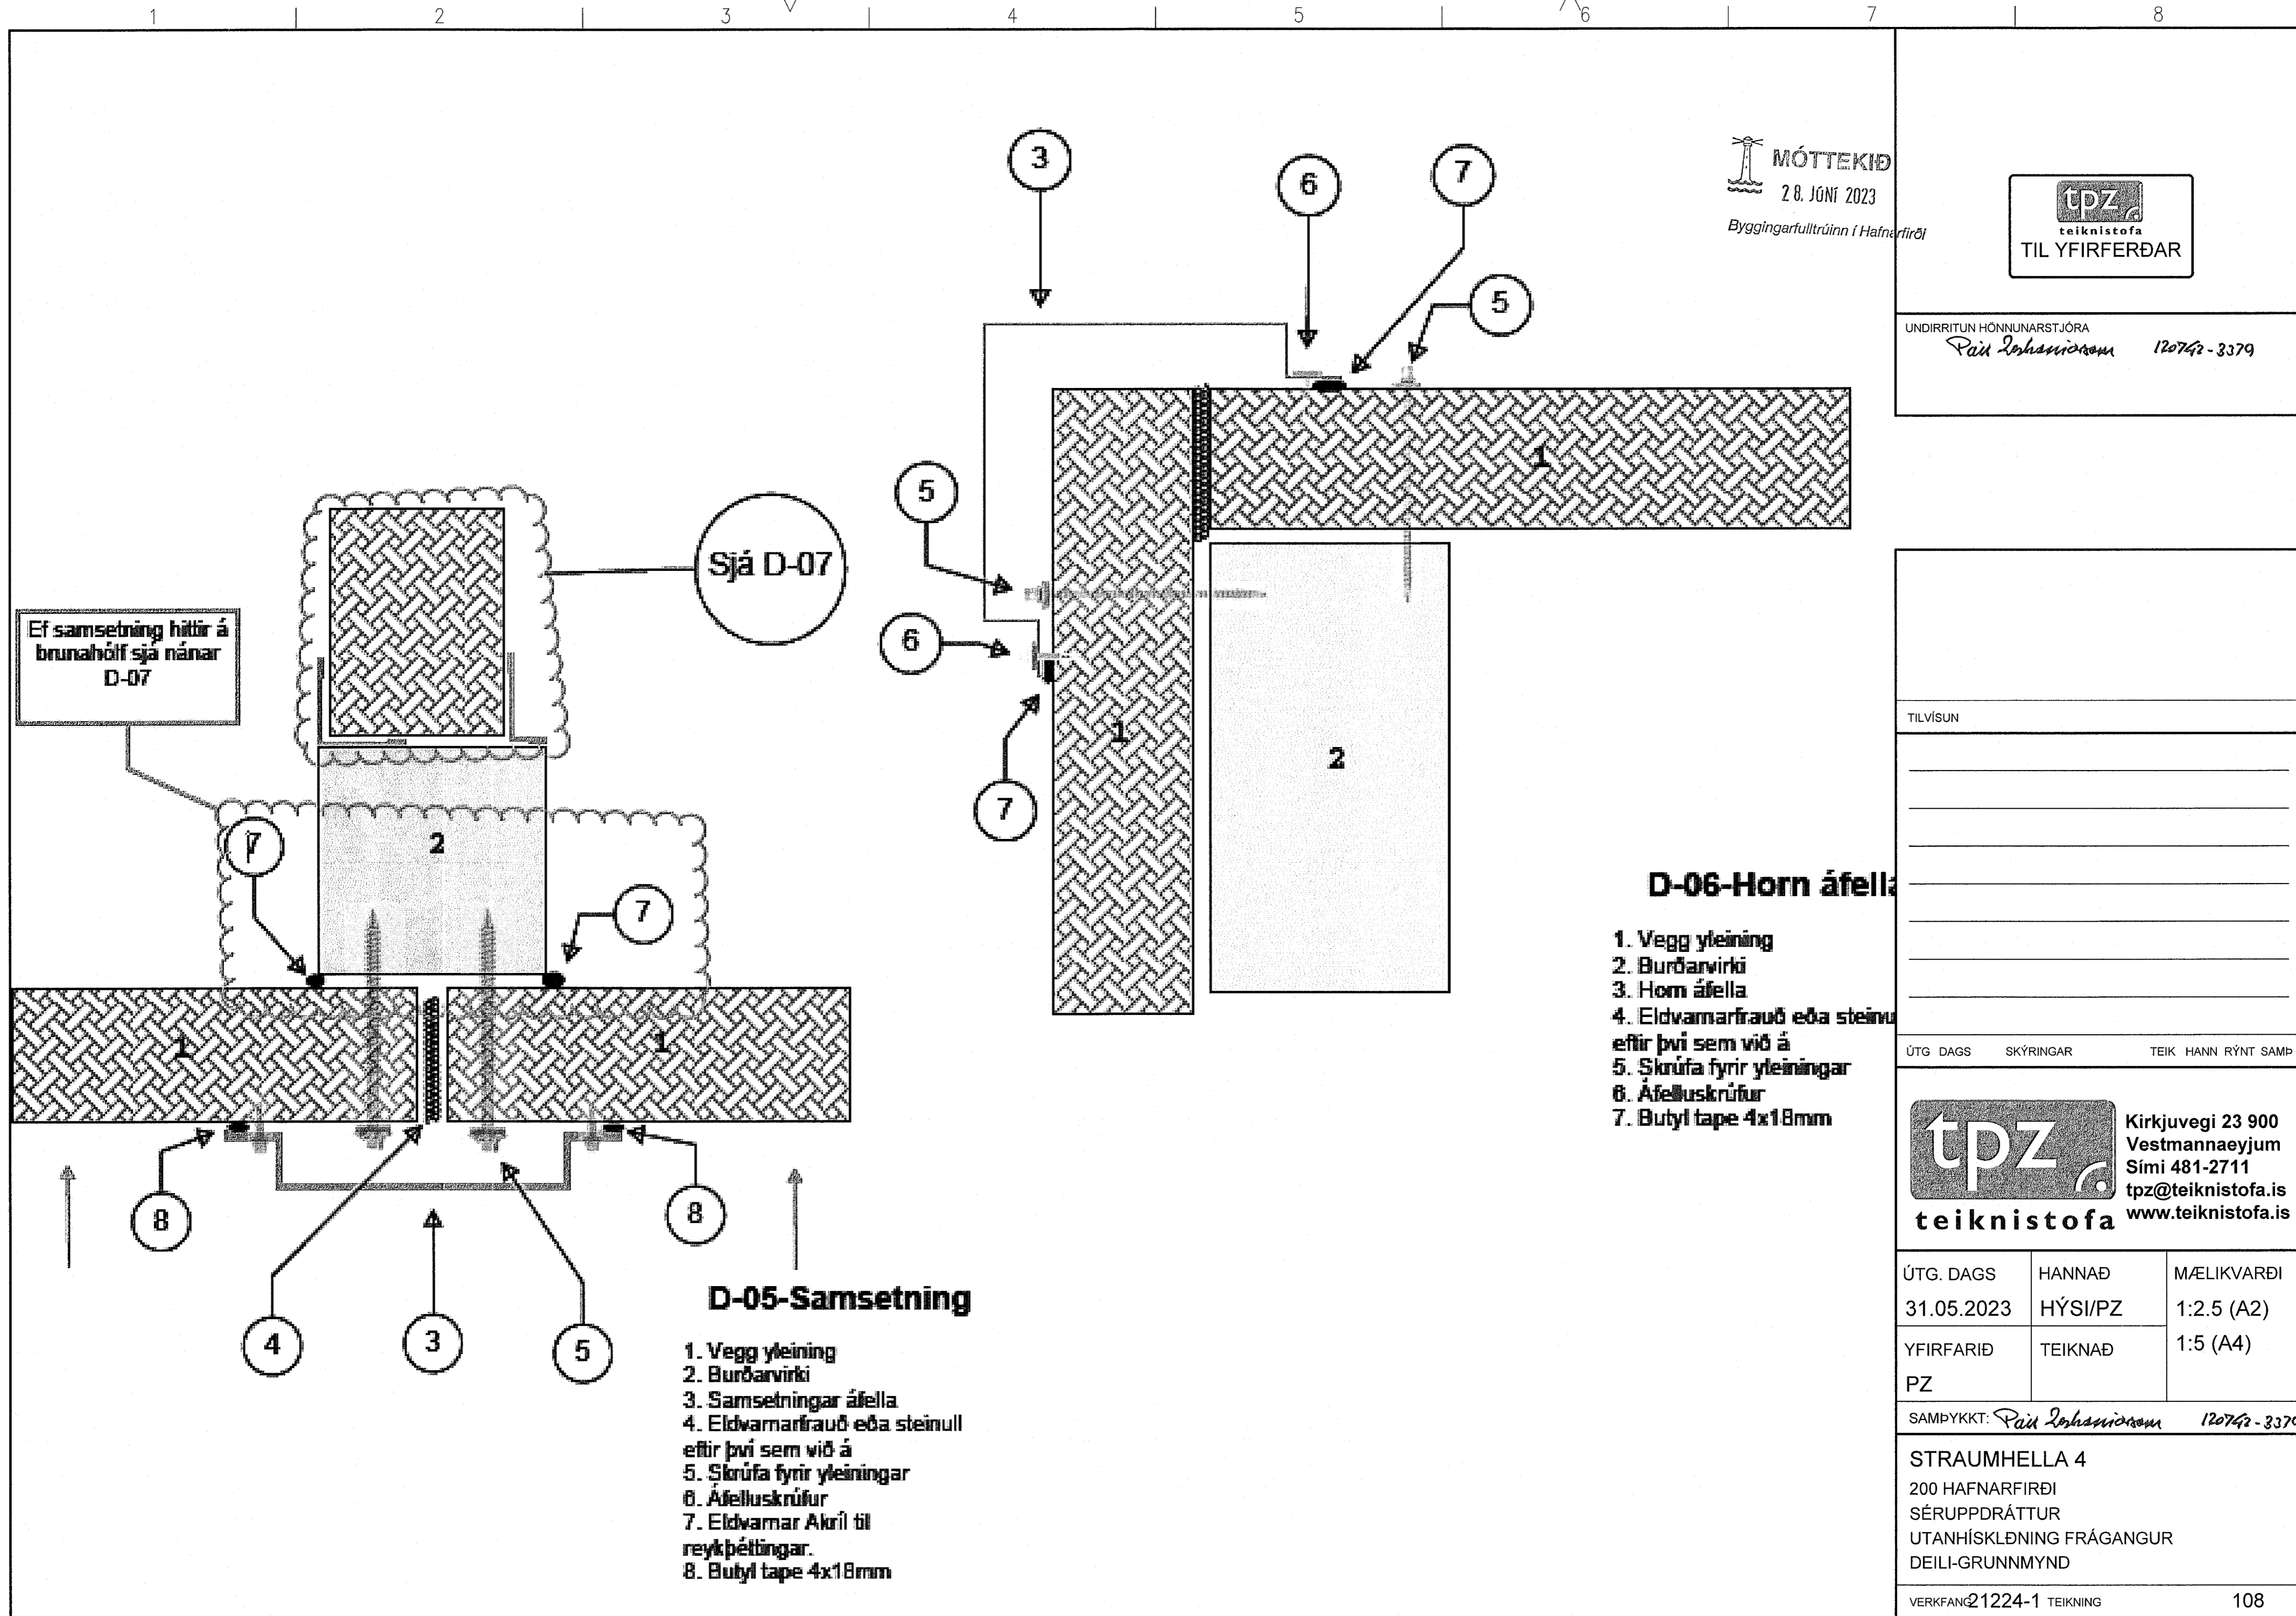 1 2 3 4 5 6 7 8
MÓTTEKIÐ
28. JÚNÍ 2023
Byggingarfulltrúinn í Hafnarfirði
tpz
teiknistofa
TIL YFIRFERÐAR
UNDIRRITUN HÖNNUNARSTJÓRA
120742-3379
3
6
7
5
5
6
7
1
1
2
Sjá D-07
Ef samsetning hittir á
brunahólf sjá nánar
D-07
7
2
7
1
1
8
8
4
3
5
D-06-Horn áfella
1. Vegg yleining
2. Burðarvirki
3. Horn áfella
4. Eldvarnarfrauð eða steinu
eftir því sem við á
5. Skrúfa fyrir yleiningar
6. Áfelluskrúfur
7. Butyl tape 4x18mm
D-05-Samsetning
1. Vegg yleining
2. Burðarvirki
3. Samsetningar áfella
4. Eldvarnarfrauð eða steinull
eftir því sem við á
5. Skrúfa fyrir yleiningar
6. Áfelluskrúfur
7. Eldvarnar Akríl til
reykþéttingar.
8. Butyl tape 4x18mm
TILVÍSUN
ÚTG DAGS SKÝRINGAR TEIK HANN RÝNT SAMÞ
tpz
teiknistofa
Kirkjuvegi 23 900
Vestmannaeyjum
Sími 481-2711
tpz@teiknistofa.is
www.teiknistofa.is
ÚTG. DAGS HANNAÐ MÆLIKVARÐI
31.05.2023 HÝSI/PZ 1:2.5 (A2)
YFIRFARIÐ TEIKNAÐ 1:5 (A4)
PZ
SAMÞYKKT: 120742-3379
STRAUMHELLA 4
200 HAFNARFIRÐI
SÉRUPPDRÁTTUR
UTANHÍSKLÐNING FRÁGANGUR
DEILI-GRUNNMYND
VERKFANG 21224-1 TEIKNING 108